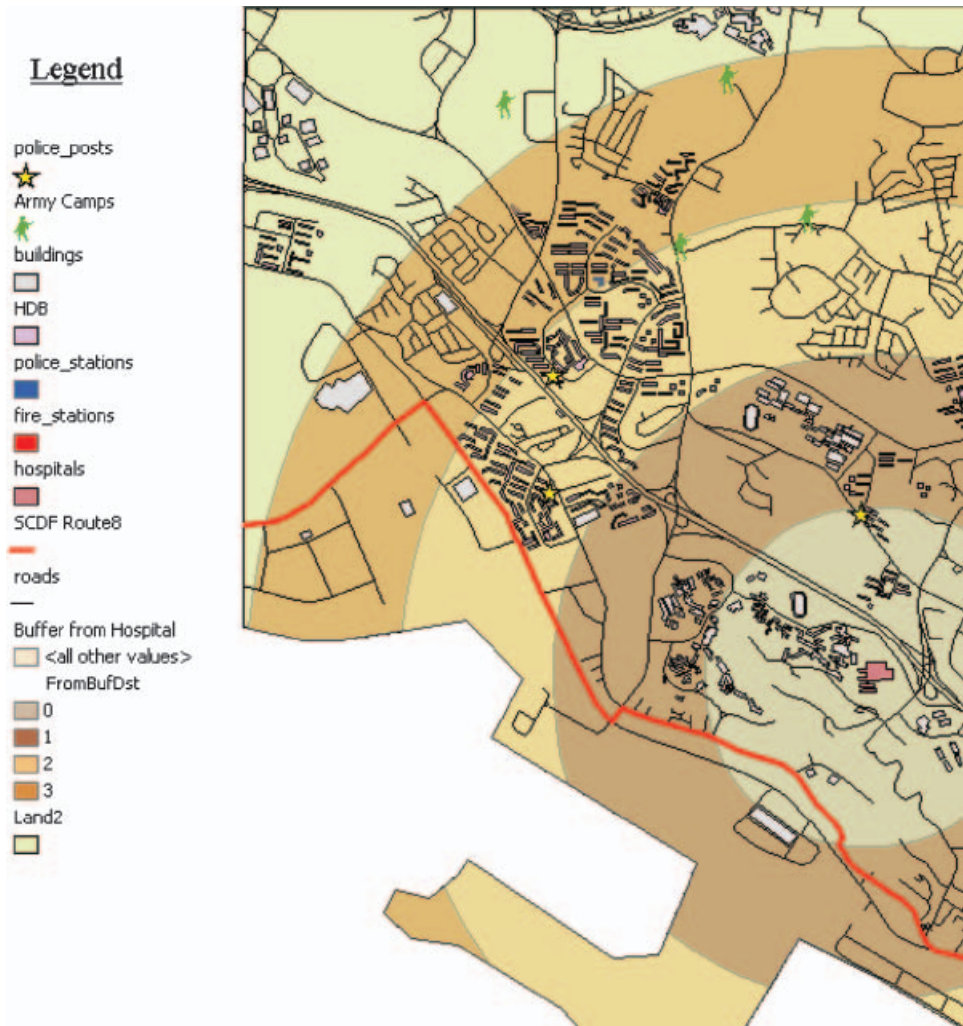 Legend
police_posts
Army Camps
buildings
HDB
police_stations
fire_stations
hospitals
SCDF Route8
roads
Buffer from Hospital
<all other values>
FromBufDst
0
1
2
3
Land2